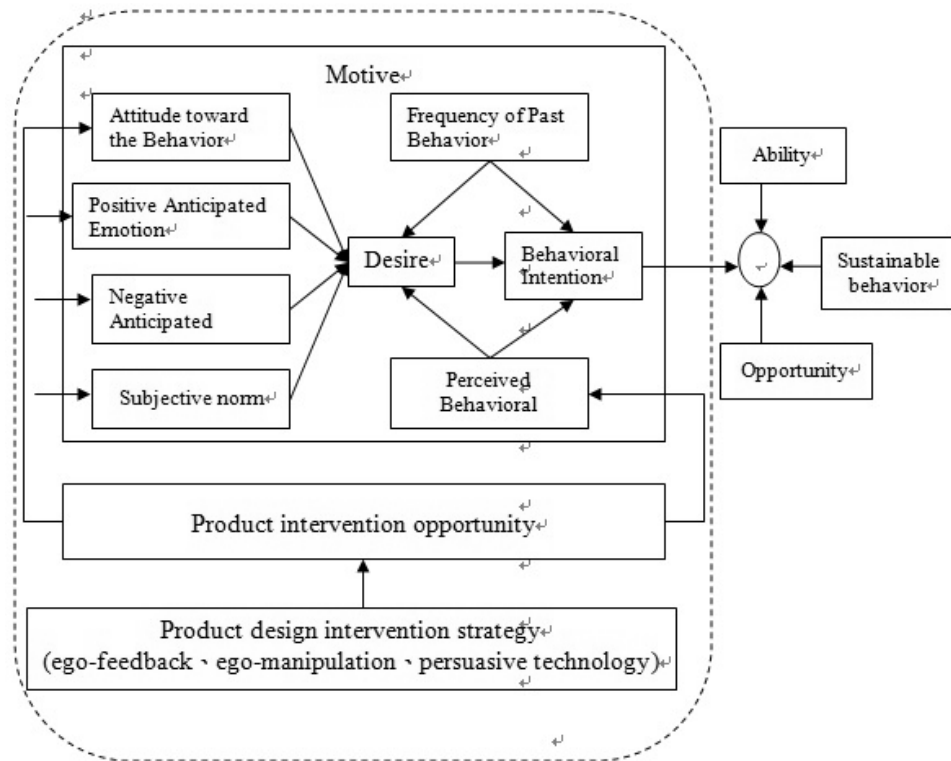 Motive
Attitude toward
the Behavior
Frequency of Past
Behavior
Ability
Positive Anticipated
Emotion
Desire
Behavioral
Intention
Sustainable
behavior
Negative
Anticipated
Opportunity
Subjective norm
Perceived
Behavioral
Product intervention opportunity
Product design intervention strategy
(ego-feedback、ego-manipulation、persuasive technology)